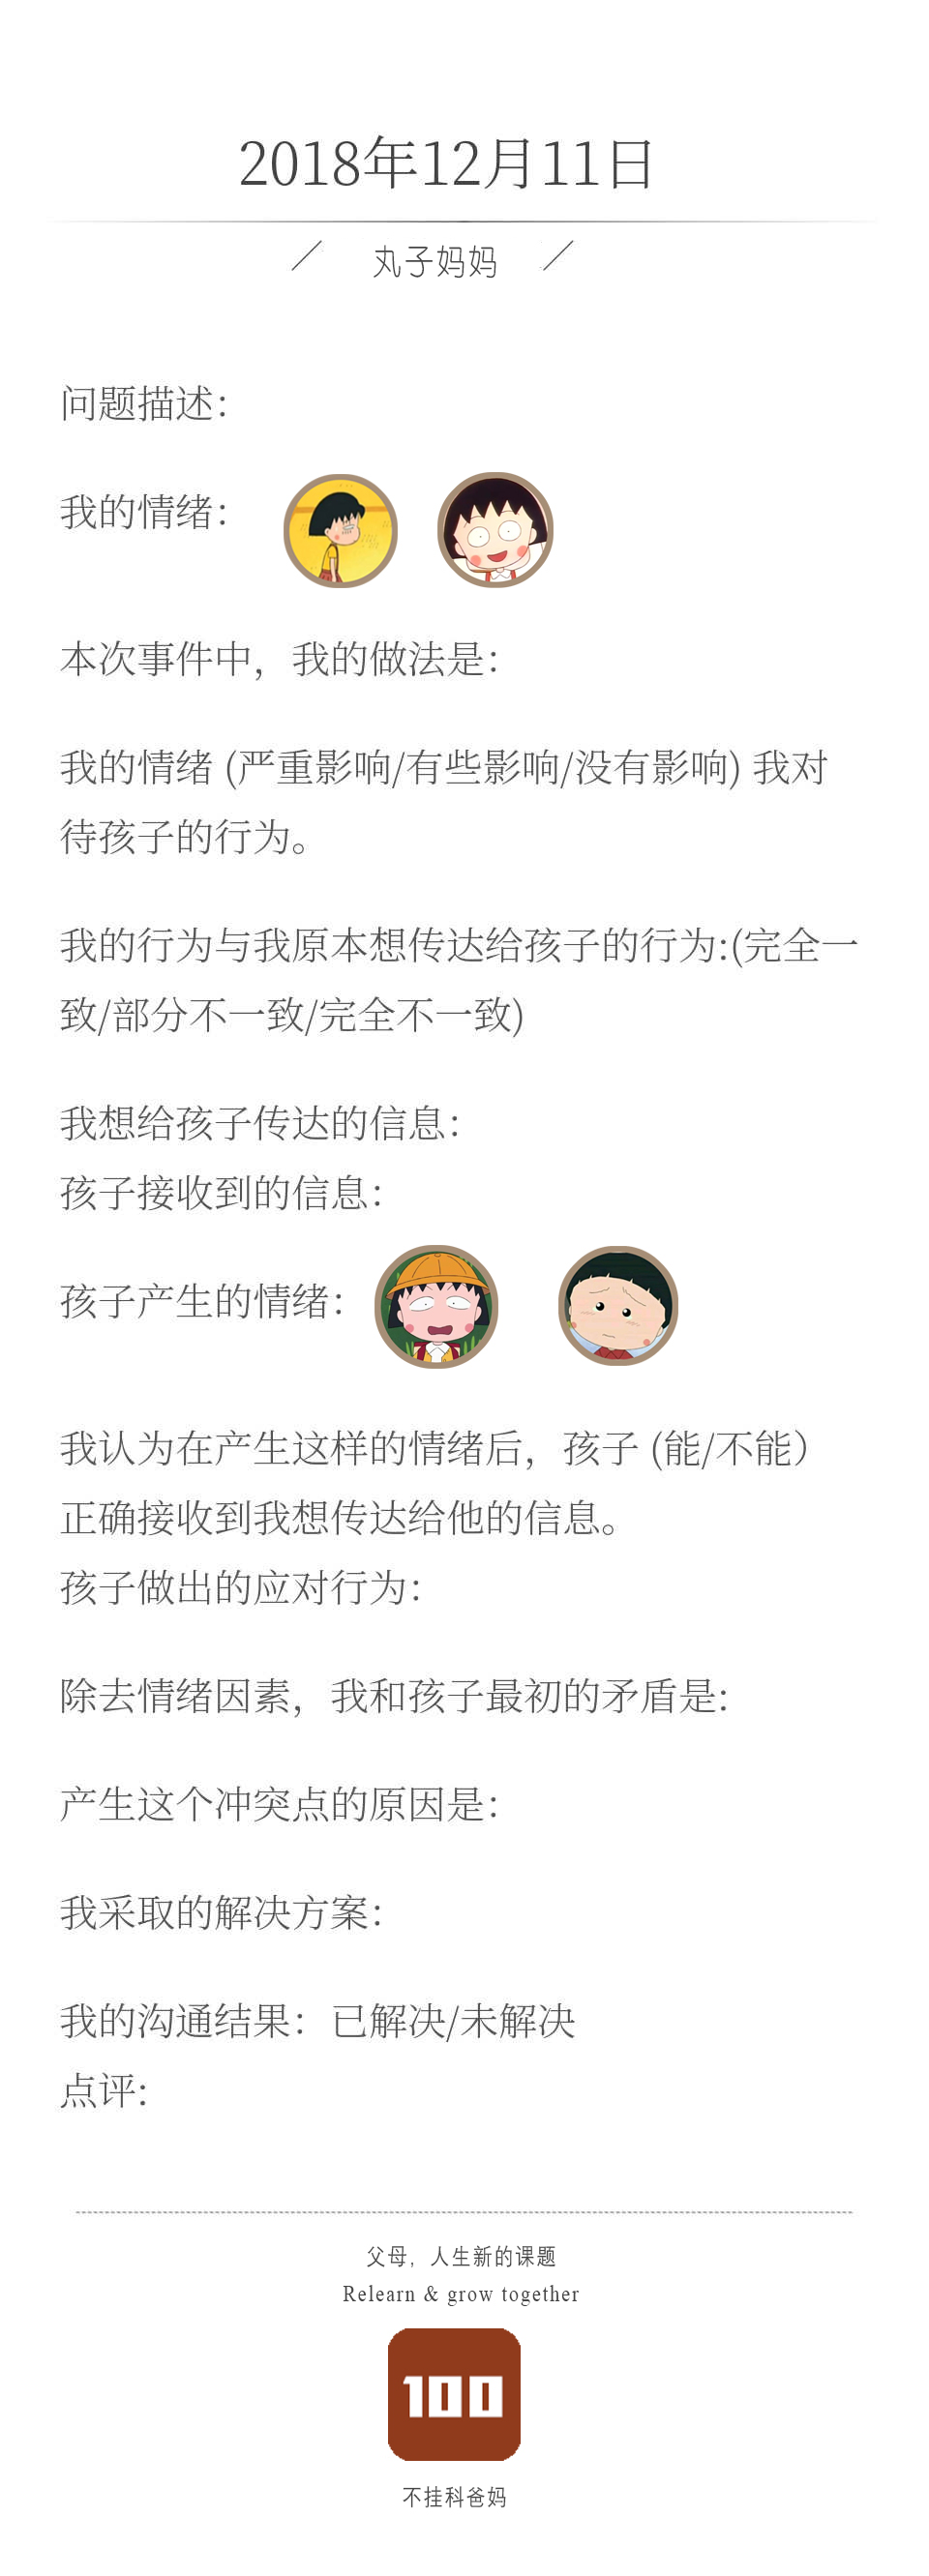 2018年12月11日
丸子妈妈
问题描述：
我的情绪：
本次事件中，我的做法是：
我的情绪 (严重影响/有些影响/没有影响) 我对
待孩子的行为。
我的行为与我原本想传达给孩子的行为:(完全一
致/部分不一致/完全不一致)
我想给孩子传达的信息：
孩子接收到的信息：
孩子产生的情绪：
我认为在产生这样的情绪后，孩子 (能/不能）
正确接收到我想传达给他的信息。
孩子做出的应对行为：
除去情绪因素，我和孩子最初的矛盾是:
产生这个冲突点的原因是：
我采取的解决方案：
我的沟通结果：已解决/未解决
点评:
父母，人生新的课题
Relearn & grow together
100
不挂科爸妈